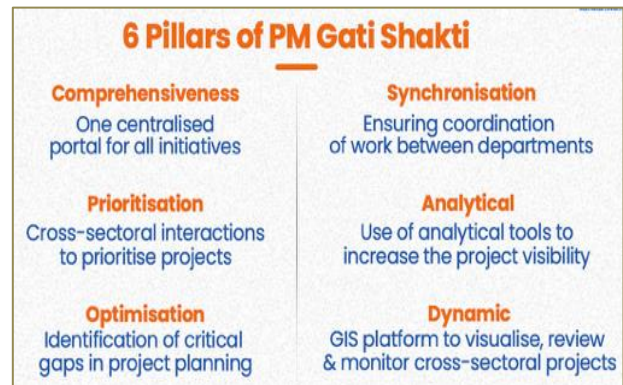 6 Pillars of PM Gati Shakti
Comprehensiveness
One centralised
portal for all initiatives
Prioritisation
Cross-sectoral interactions
to prioritise projects
Optimisation
Identification of critical
gaps in project planning
Synchronisation
Ensuring coordination
of work between departments
Analytical
Use of analytical tools to
increase the project visibility
Dynamic
GIS platform to visualise, review
& monitor cross-sectoral projects